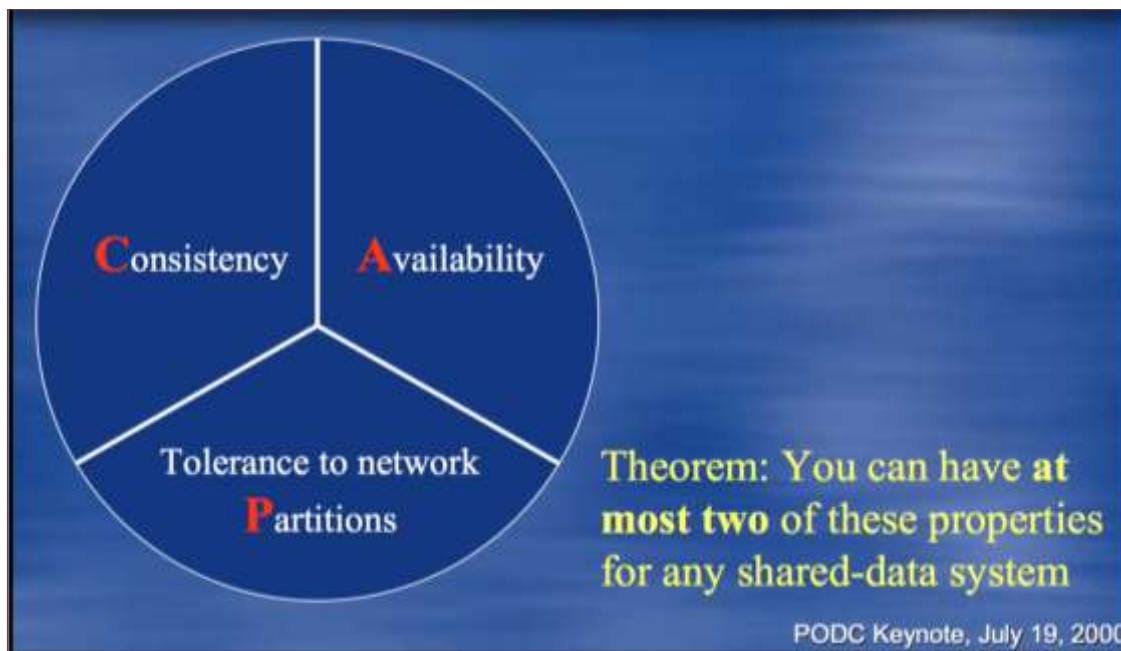 Consistency
Availability
Tolerance to network
Partitions
Theorem: You can have at
most two of these properties
for any shared-data system
PODC Keynote, July 19, 2000